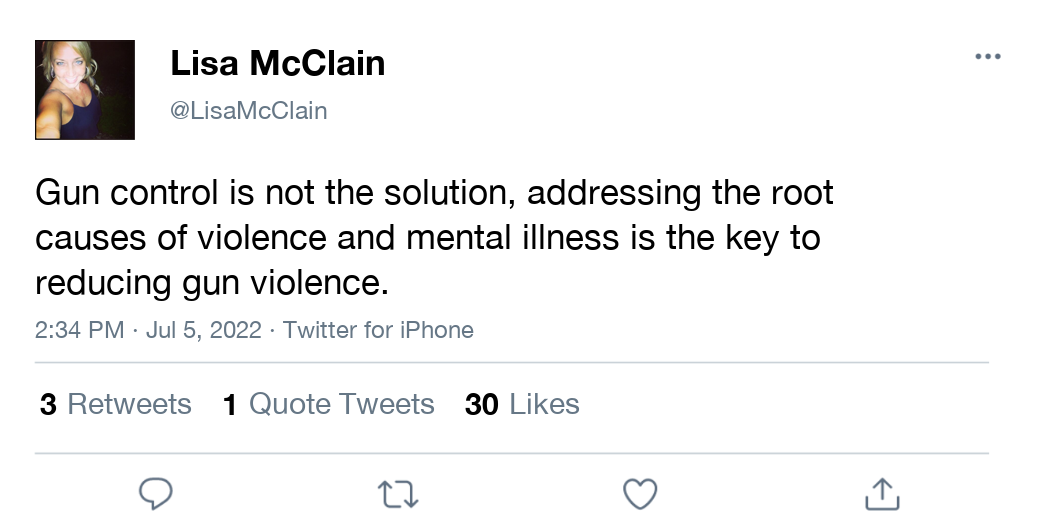 Lisa McClain
@LisaMcClain
Gun control is not the solution, addressing the root
causes of violence and mental illness is the key to
reducing gun violence.
2:34 PM · Jul 5, 2022 · Twitter for iPhone
3 Retweets 1 Quote Tweets 30 Likes